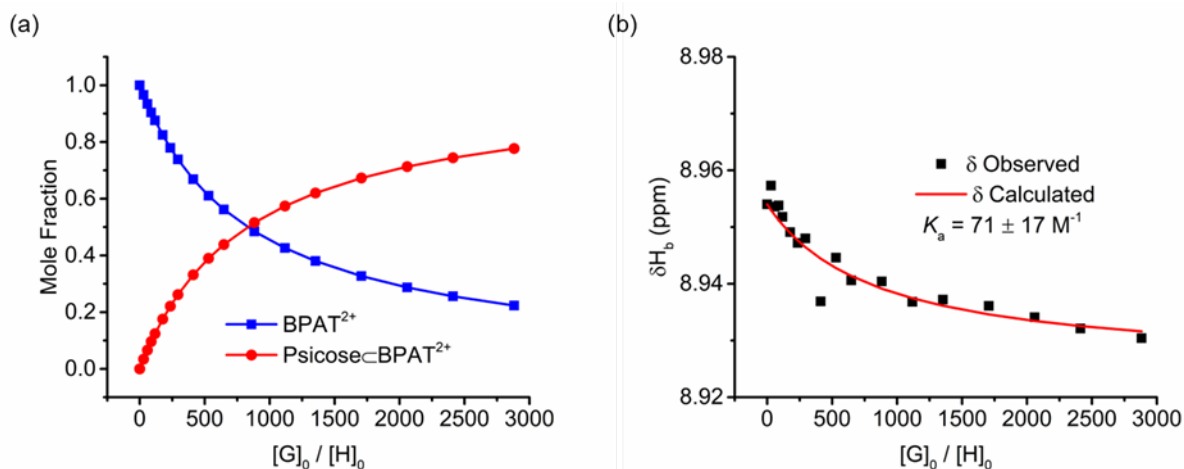 (a)
Mole Fraction
1.0
0.8
0.6
0.4
0.2
0.0
BPAT²⁺
Psicose⊂BPAT²⁺
0 500 1000 1500 2000 2500 3000
[G]₀ / [H]₀
(b)
δH_b (ppm)
8.98
8.96
8.94
8.92
δ Observed
δ Calculated
Kₐ = 71 ± 17 M⁻¹
0 500 1000 1500 2000 2500 3000
[G]₀ / [H]₀